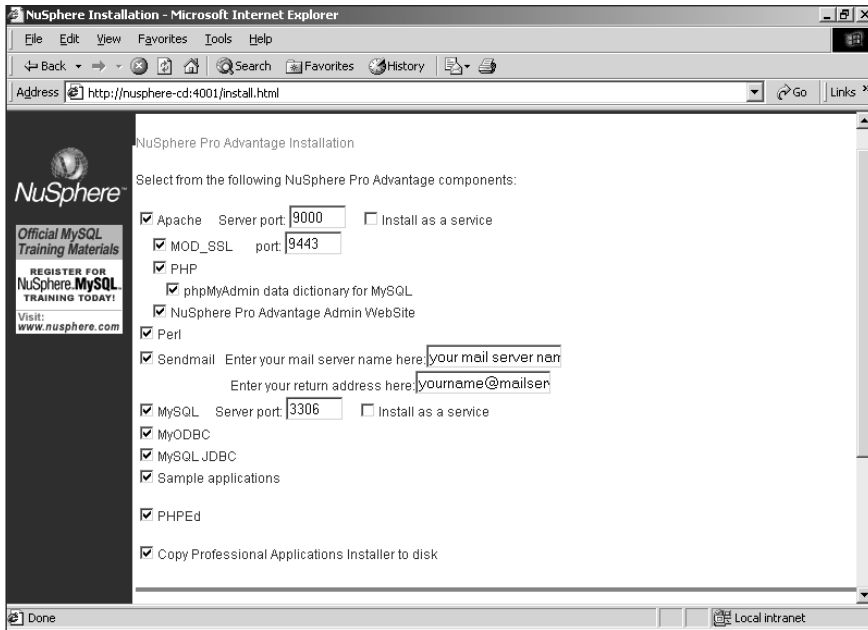 NuSphere Installation - Microsoft Internet Explorer
File Edit View Favorites Tools Help
Back Search Favorites History
Address http://nusphere-cd:4001/install.html Go Links »
NuSphere™
Official MySQL
Training Materials
REGISTER FOR
NuSphere MySQL
TRAINING TODAY!
Visit:
www.nusphere.com
NuSphere Pro Advantage Installation
Select from the following NuSphere Pro Advantage components:
Apache Server port: 9000 Install as a service
MOD_SSL port: 9443
PHP
phpMyAdmin data dictionary for MySQL
NuSphere Pro Advantage Admin WebSite
Perl
Sendmail Enter your mail server name here: your mail server nam
Enter your return address here: yourname@mailserv
MySQL Server port: 3306 Install as a service
MyODBC
MySQL JDBC
Sample applications
PHPEd
Copy Professional Applications Installer to disk
Done Local intranet